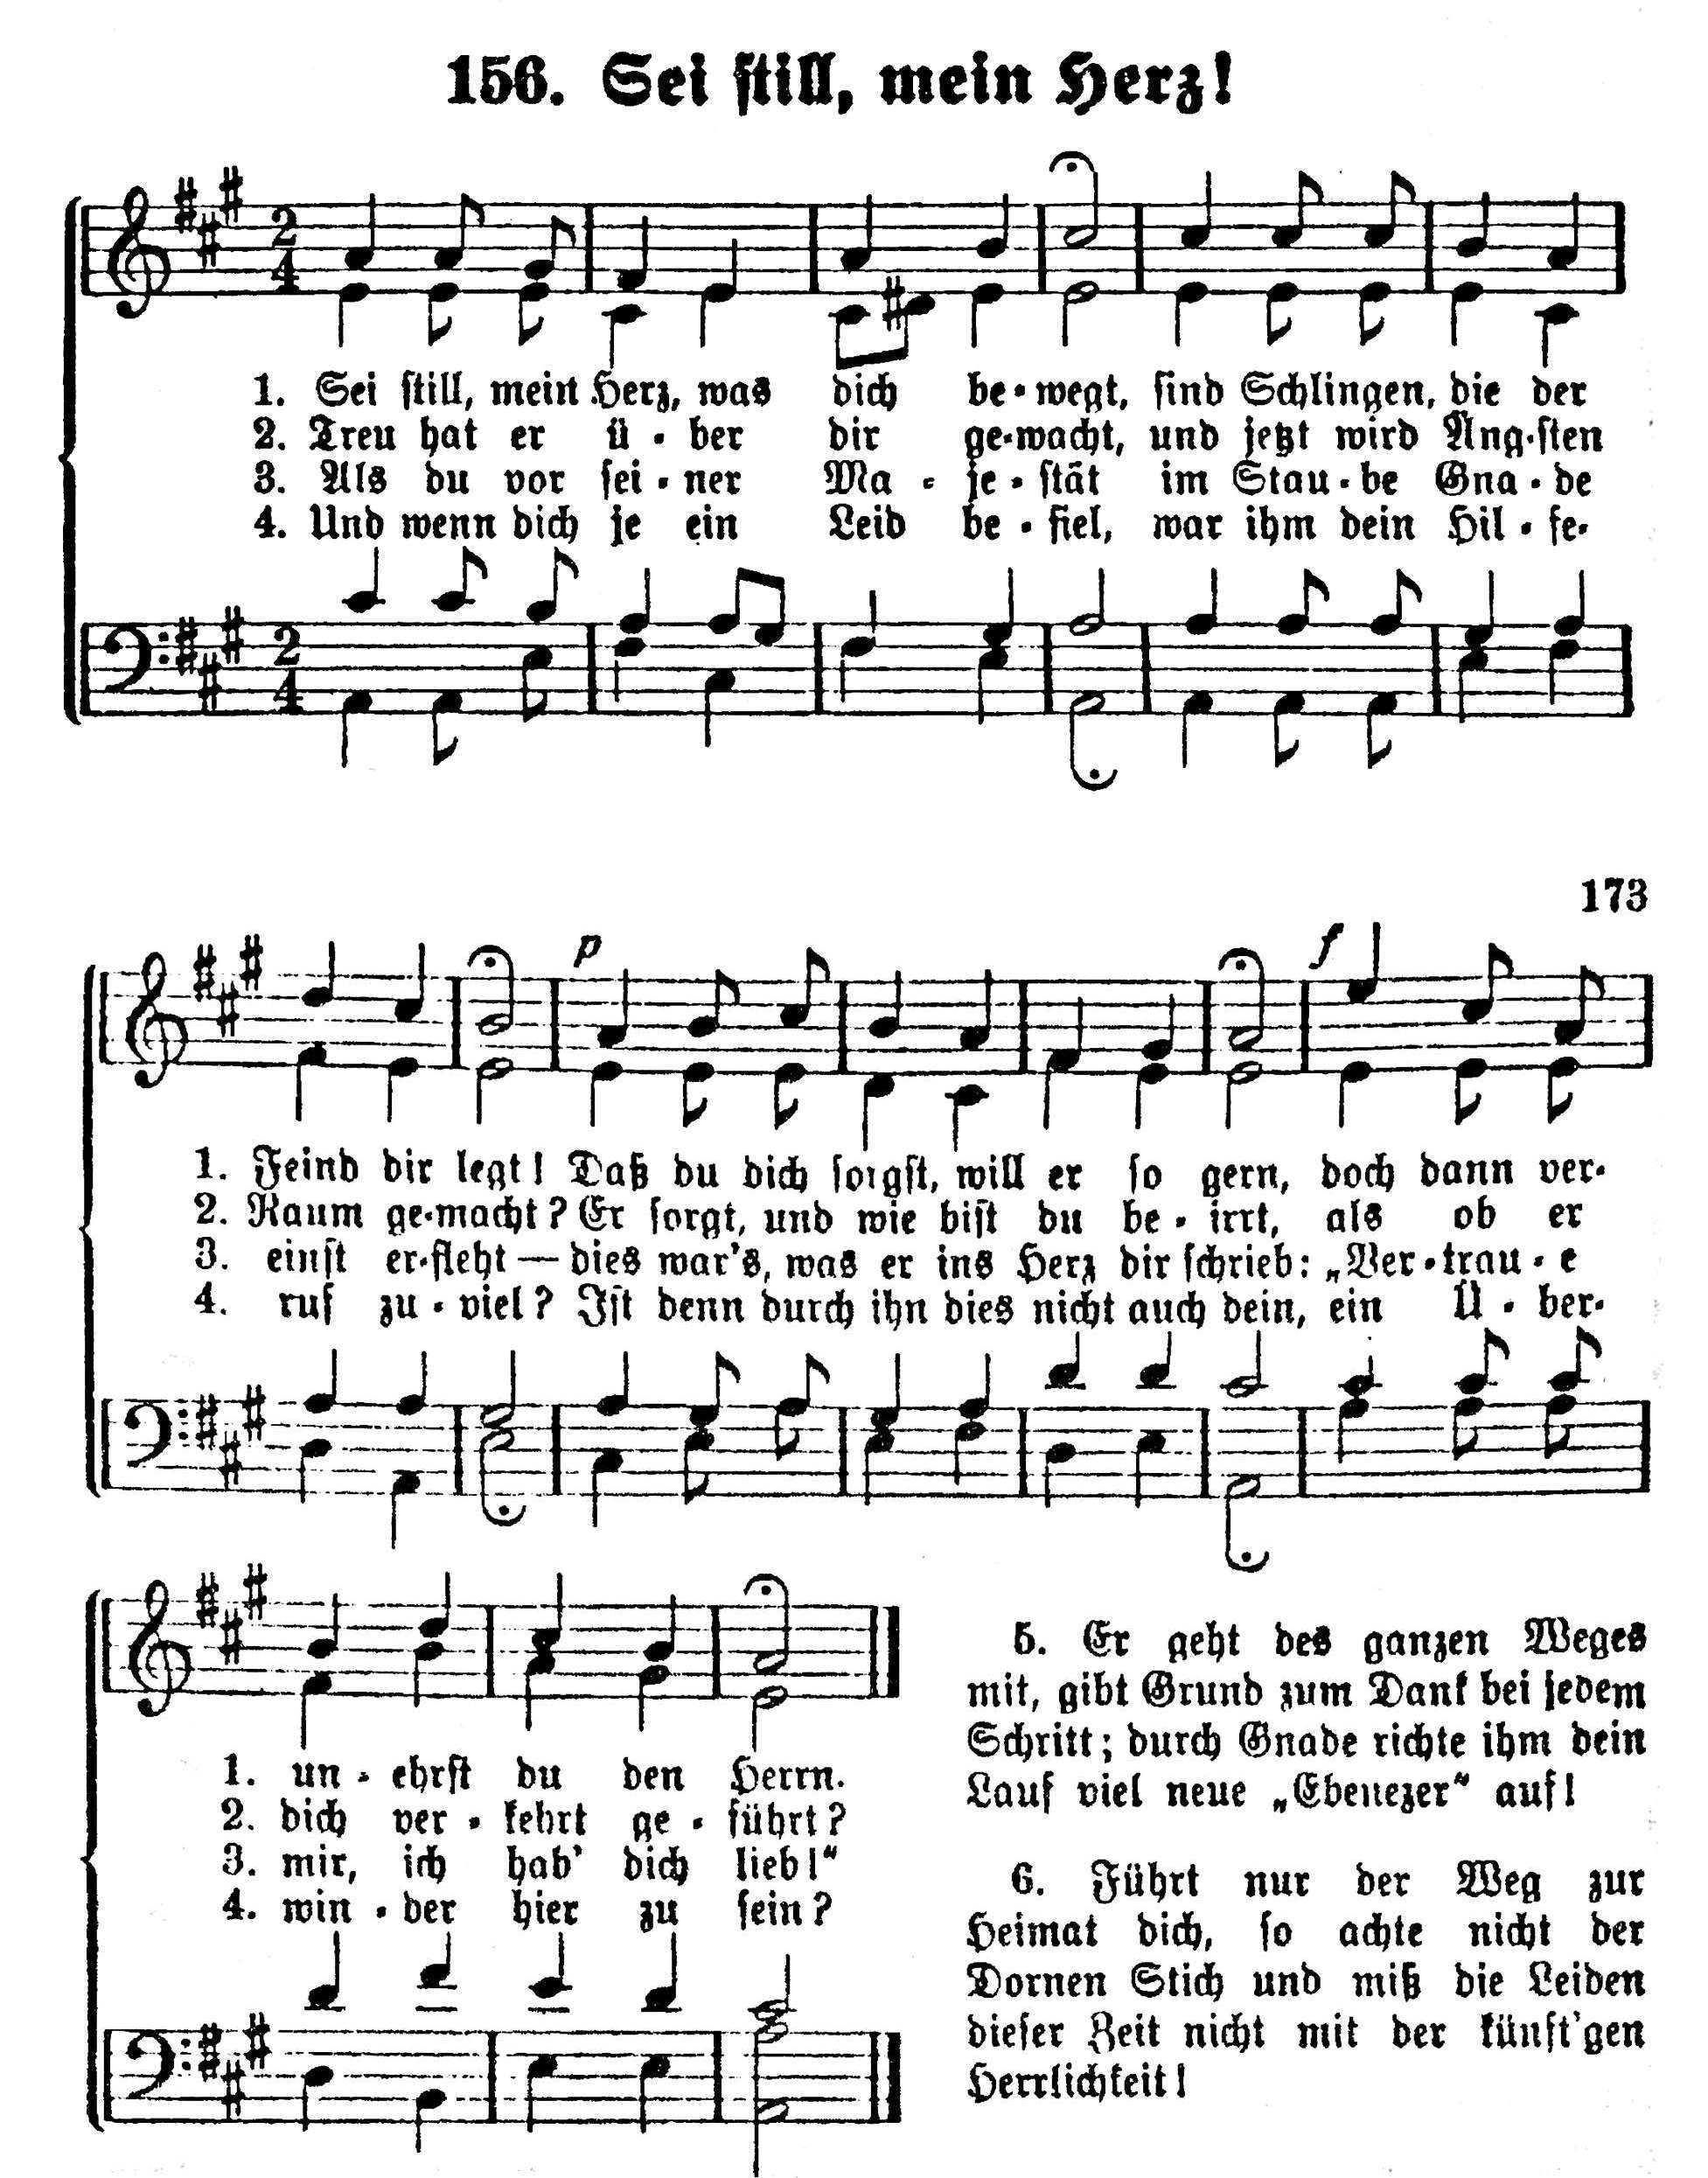 156. Sei still, mein Herz!
1. Sei still, mein Herz, was dich be-wegt, sind Schlingen, die der
2. Treu hat er ü-ber dir ge-wacht, und jetzt wird Äng-sten
3. Als du vor sei-ner Ma-je-stät im Stau-be Gna-de
4. Und wenn dich je ein Leid be-fiel, war ihm dein Hil-fe-
173
p f
1. Feind dir legt! Daß du dich sorgst, will er so gern, doch dann ver-
2. Raum ge-macht? Er sorgt, und wie bist du be-irrt, als ob er
3. einst er-fleht — dies war's, was er ins Herz dir schrieb: „Ver-trau-e
4. ruf zu-viel? Ist denn durch ihn dies nicht auch dein, ein Ü-ber-
1. un-ehrst du den Herrn.
2. dich ver-kehrt ge-führt?
3. mir, ich hab' dich lieb!“
4. win-der hier zu sein?
5. Er geht des ganzen Weges
mit, gibt Grund zum Dank bei jedem
Schritt; durch Gnade richte ihm dein
Lauf viel neue „Ebenezer“ auf!
6. Führt nur der Weg zur
Heimat dich, so achte nicht der
Dornen Stich und miß die Leiden
dieser Zeit nicht mit der künft'gen
Herrlichkeit!